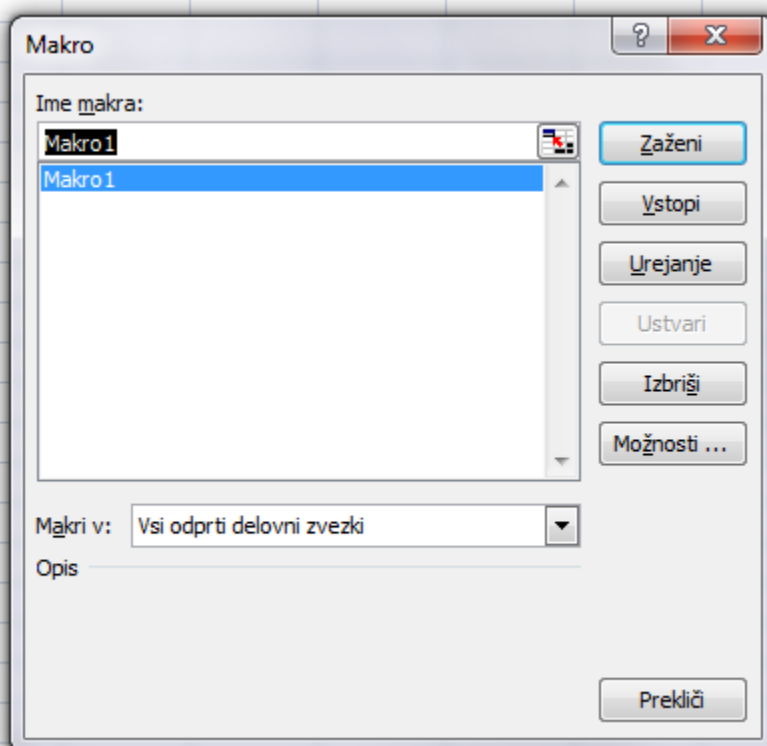 Makro
Ime makra:
Makro1
Makro1
Zaženi
Vstopi
Urejanje
Ustvari
Izbriši
Možnosti ...
Makri v:
Vsi odprti delovni zvezki
Opis
Prekliči